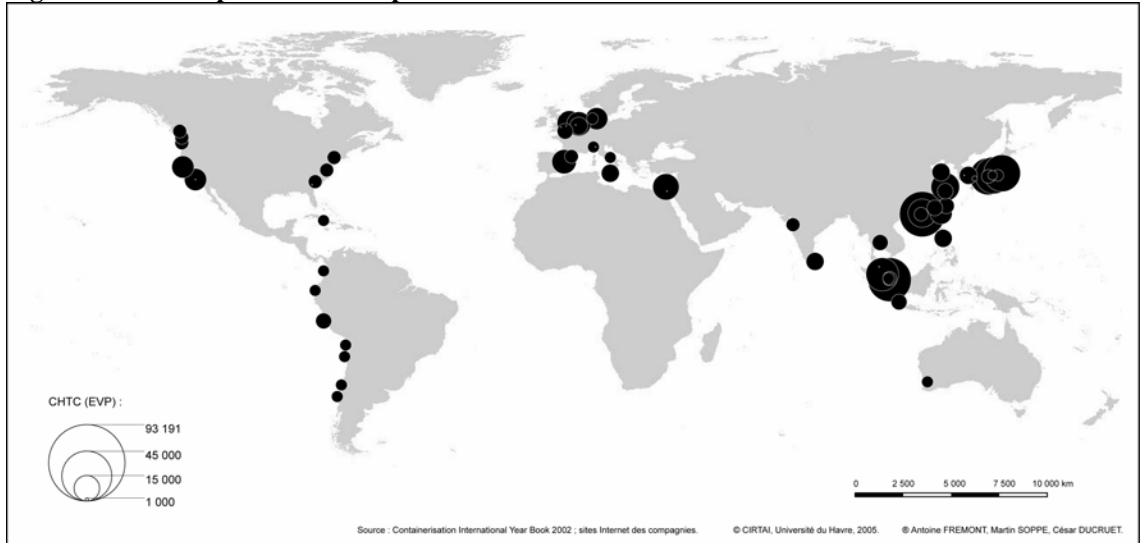 CHTC (EVP) :
93 191
45 000
15 000
1 000
0 2 500 5 000 7 500 10 000 km
Source : Containerisation International Year Book 2002 ; sites Internet des compagnies. © CIRTAI, Université du Havre, 2005. ® Antoine FREMONT, Martin SOPPE, César DUCRUET.